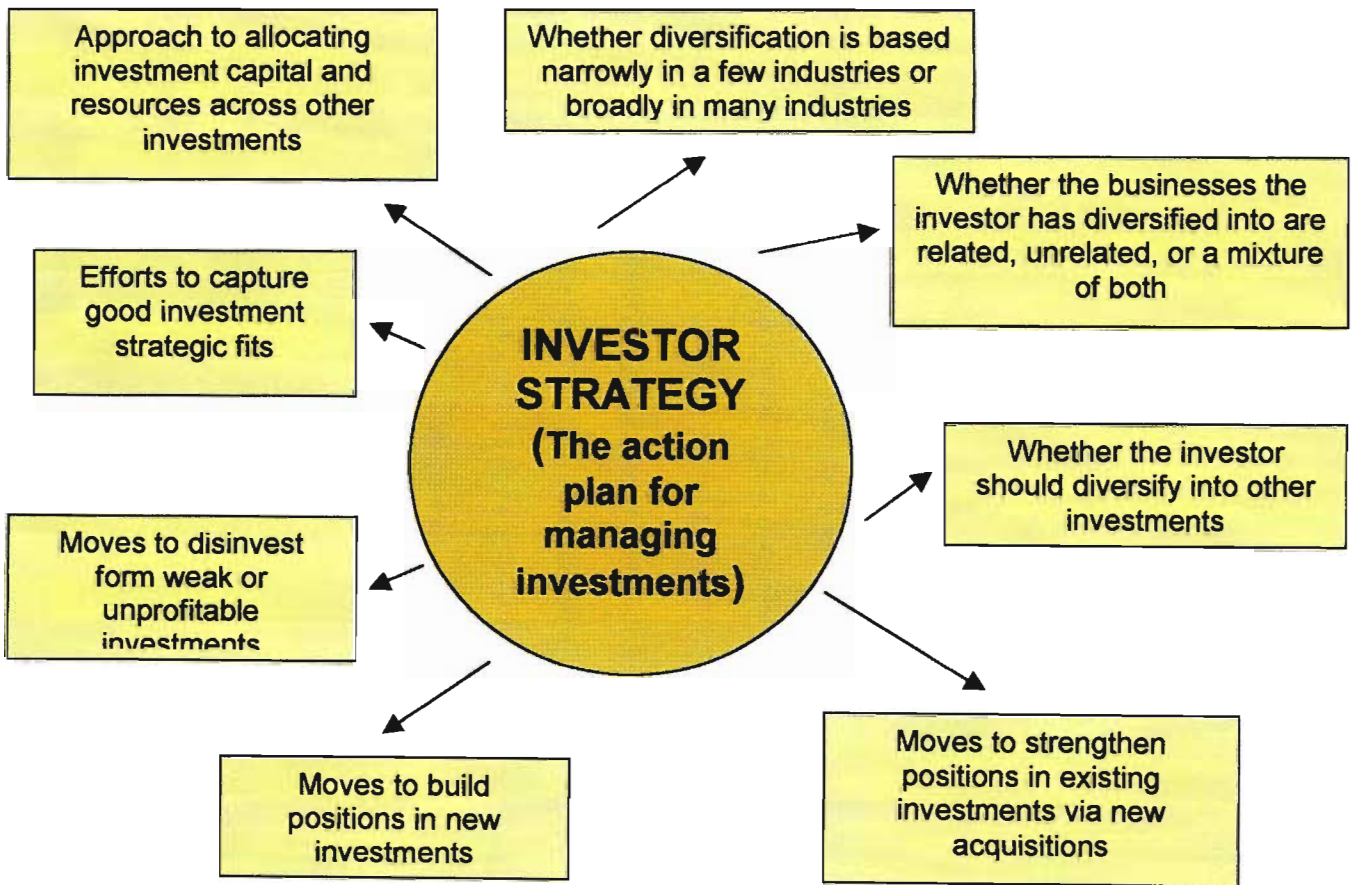 Approach to allocating
investment capital and
resources across other
investments
Whether diversification is based
narrowly in a few industries or
broadly in many industries
Whether the businesses the
investor has diversified into are
related, unrelated, or a mixture
of both
Efforts to capture
good investment
strategic fits
INVESTOR
STRATEGY
(The action
plan for
managing
investments)
Whether the investor
should diversify into other
investments
Moves to disinvest
form weak or
unprofitable
investments
Moves to build
positions in new
investments
Moves to strengthen
positions in existing
investments via new
acquisitions